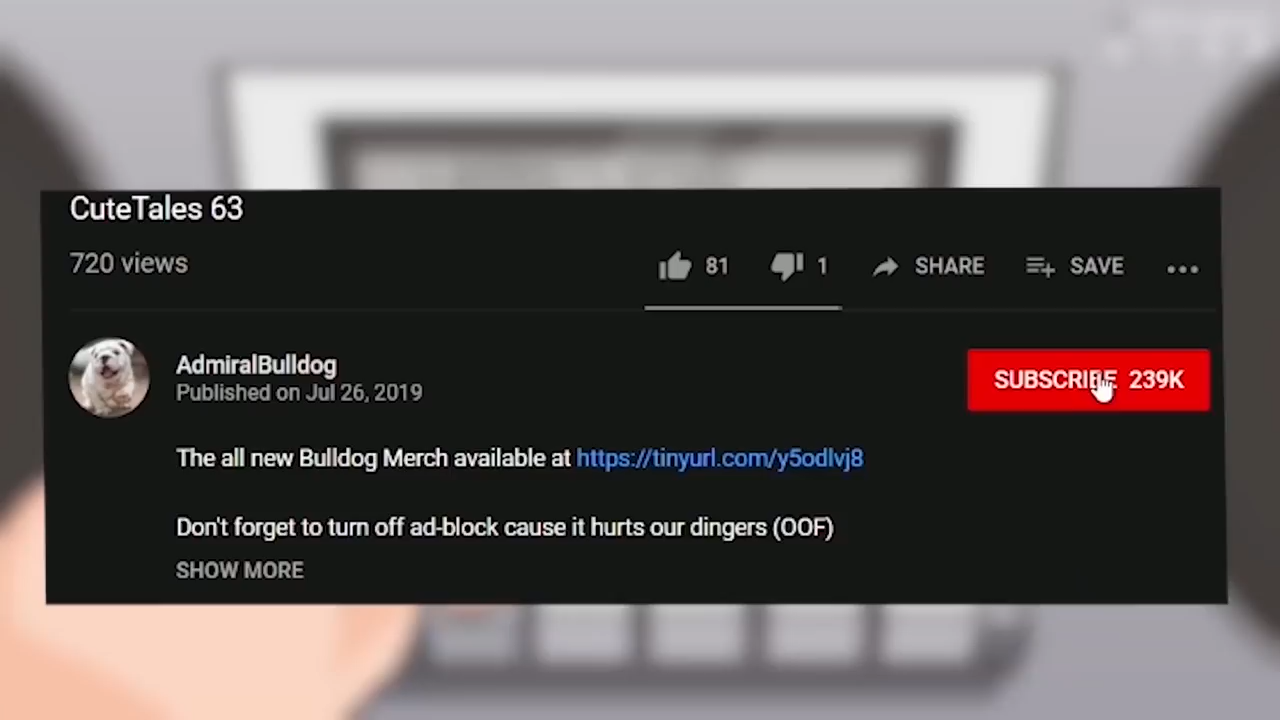 CuteTales 63
720 views
81 1 SHARE SAVE
AdmiralBulldog
Published on Jul 26, 2019
SUBSCRIBE 239K
The all new Bulldog Merch available at https://tinyurl.com/y5odlvj8
Don't forget to turn off ad-block cause it hurts our dingers (OOF)
SHOW MORE